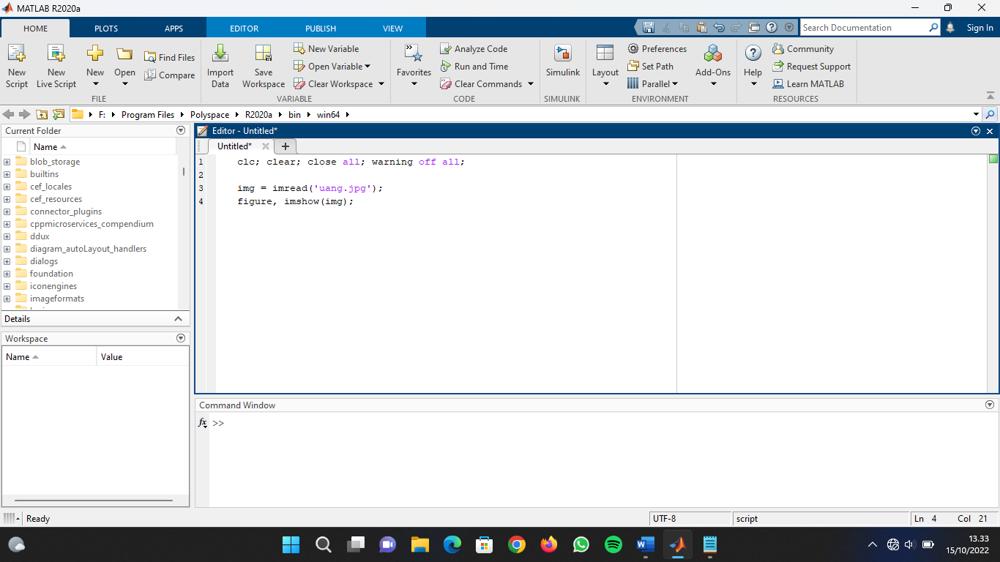 MATLAB R2020a
HOME PLOTS APPS EDITOR PUBLISH VIEW Search Documentation Sign In
New Script
New Live Script
New
Open
Find Files
Compare
FILE
Import Data
Save Workspace
New Variable
Open Variable
Clear Workspace
VARIABLE
Favorites
Analyze Code
Run and Time
Clear Commands
CODE
Simulink
SIMULINK
Layout
Preferences
Set Path
Parallel
Add-Ons
ENVIRONMENT
Help
Community
Request Support
Learn MATLAB
RESOURCES
F: Program Files Polyspace R2020a bin win64
Current Folder
Name
blob_storage
builtins
cef_locales
cef_resources
connector_plugins
cppmicroservices_compendium
ddux
diagram_autoLayout_handlers
dialogs
foundation
iconengines
imageformats
Details
Workspace
Name Value
Editor - Untitled*
Untitled*
1 clc; clear; close all; warning off all;
2
3 img = imread('uang.jpg');
4 figure, imshow(img);
Command Window
fx >>
Ready UTF-8 script Ln 4 Col 21
13.33
15/10/2022